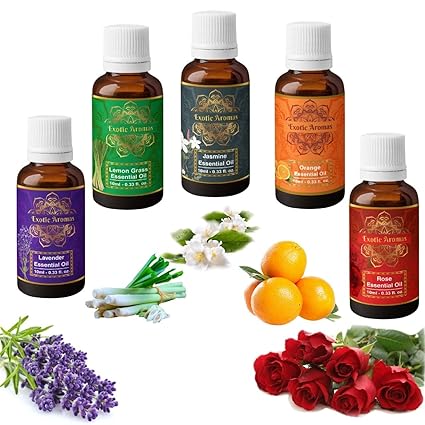 Exotic Aromas
Lavender
Essential Oil
10ml - 0.33 fl. oz.
Exotic Aromas
Lemon Grass
Essential Oil
10ml - 0.33 fl. oz.
Exotic Aromas
Jasmine
Essential Oil
10ml - 0.33 fl. oz.
Exotic Aromas
Orange
Essential Oil
10ml - 0.33 fl. oz.
Exotic Aromas
Rose
Essential Oil
10ml - 0.33 fl. oz.